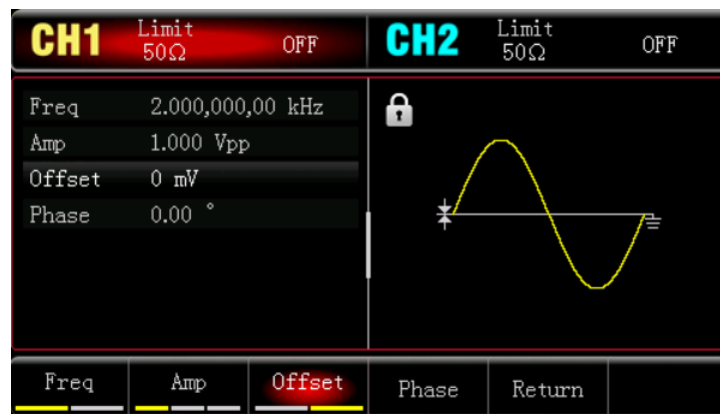 CH1 Limit 50Ω OFF CH2 Limit 50Ω OFF
Freq 2.000,000,00 kHz
Amp 1.000 Vpp
Offset 0 mV
Phase 0.00 °
Freq Amp Offset Phase Return